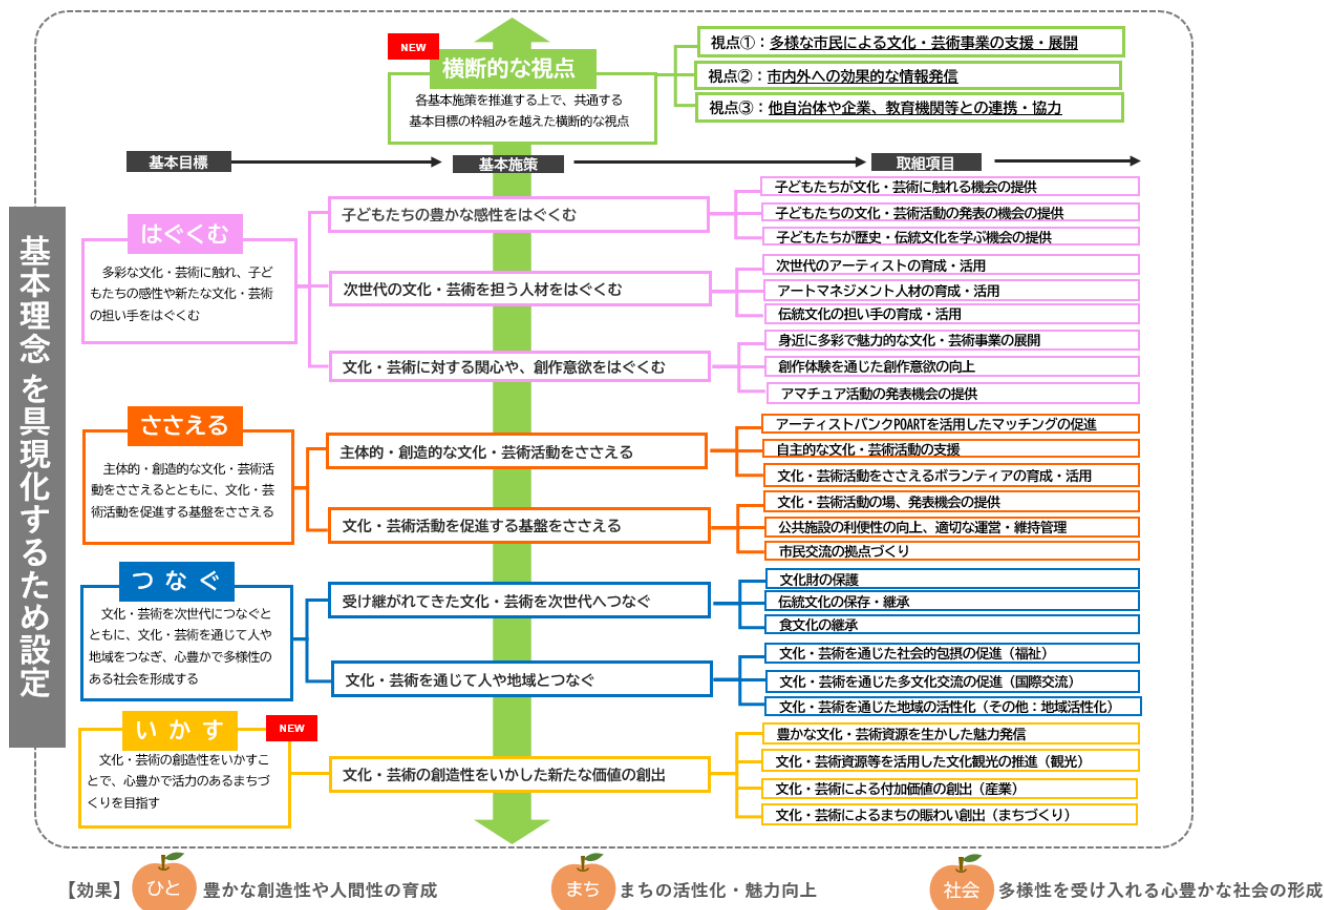 NEW
横断的な視点
各基本施策を推進する上で、共通する
基本目標の枠組みを越えた横断的な視点
視点①：多様な市民による文化・芸術事業の支援・展開
視点②：市内外への効果的な情報発信
視点③：他自治体や企業、教育機関等との連携・協力
基本目標
基本施策
取組項目
基本理念を具現化するため設定
はぐくむ
多彩な文化・芸術に触れ、子ど
もたちの感性や新たな文化・芸術
の担い手をはぐくむ
子どもたちの豊かな感性をはぐくむ
子どもたちが文化・芸術に触れる機会の提供
子どもたちの文化・芸術活動の発表の機会の提供
子どもたちが歴史・伝統文化を学ぶ機会の提供
次世代の文化・芸術を担う人材をはぐくむ
次世代のアーティストの育成・活用
アートマネジメント人材の育成・活用
伝統文化の担い手の育成・活用
文化・芸術に対する関心や、創作意欲をはぐくむ
身近に多彩で魅力的な文化・芸術事業の展開
創作体験を通じた創作意欲の向上
アマチュア活動の発表機会の提供
ささえる
主体的・創造的な文化・芸術活
動をささえるとともに、文化・芸
術活動を促進する基盤をささえる
主体的・創造的な文化・芸術活動をささえる
アーティストバンクPOARTを活用したマッチングの促進
自主的な文化・芸術活動の支援
文化・芸術活動をささえるボランティアの育成・活用
文化・芸術活動を促進する基盤をささえる
文化・芸術活動の場、発表機会の提供
公共施設の利便性の向上、適切な運営・維持管理
市民交流の拠点づくり
つなぐ
文化・芸術を次世代につなぐと
ともに、文化・芸術を通じて人や
地域をつなぎ、心豊かで多様性の
ある社会を形成する
受け継がれてきた文化・芸術を次世代へつなぐ
文化財の保護
伝統文化の保存・継承
食文化の継承
文化・芸術を通じて人や地域とつなぐ
文化・芸術を通じた社会的包摂の促進（福祉）
文化・芸術を通じた多文化交流の促進（国際交流）
文化・芸術を通じた地域の活性化（その他：地域活性化）
いかす
NEW
文化・芸術の創造性をいかすこ
とで、心豊かで活力のあるまちづ
くりを目指す
文化・芸術の創造性をいかした新たな価値の創出
豊かな文化・芸術資源を生かした魅力発信
文化・芸術資源等を活用した文化観光の推進（観光）
文化・芸術による付加価値の創出（産業）
文化・芸術によるまちの賑わい創出（まちづくり）
【効果】 ひと 豊かな創造性や人間性の育成
まち まちの活性化・魅力向上
社会 多様性を受け入れる心豊かな社会の形成